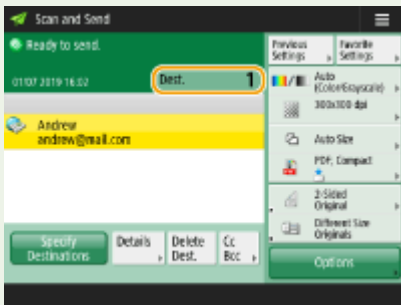 Scan and Send
Ready to send.
01/07 2019 16:02
Dest. 1
Andrew
andrew@mail.com
Specify
Destinations
Details
Delete
Dest.
Cc
Bcc
Previous
Settings
Favorite
Settings
Auto
(Color/Grayscale)
300x300 dpi
Auto Size
PDF, Compact
2-Sided
Original
Different Size
Originals
Options